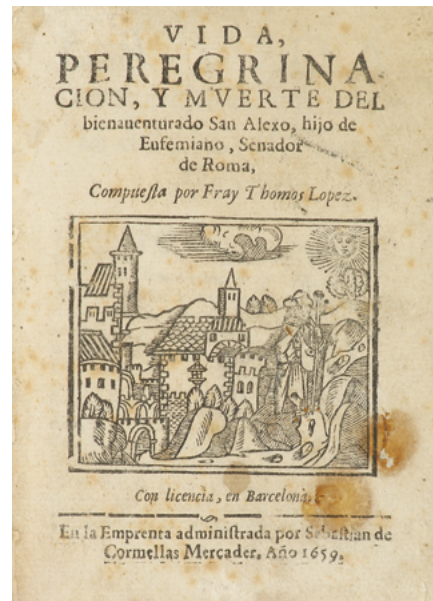 VIDA,
PEREGRINA
CION, Y MVERTE DEL
bienauenturado San Alexo, hijo de
Eufemiano, Senador
de Roma,
Compuesta por Fray Thomos Lopez.
Con licencia, en Barcelona.
En la Emprenta administrada por Sebastian de
Cormellas Mercader, Año 1659.